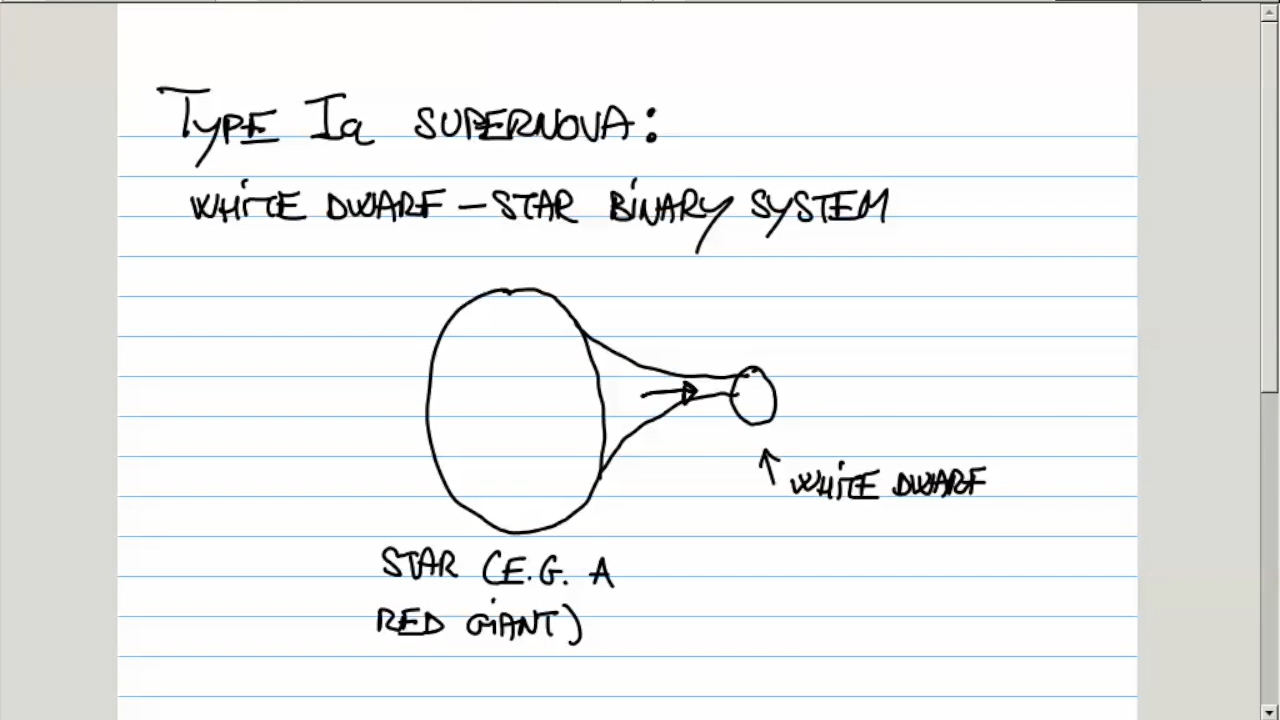 TYPE Ia SUPERNOVA:
WHiTE DWARF - STAR BiNARY SYSTEM
WHiTE DWARF
STAR (E.G. A
RED GiANT)